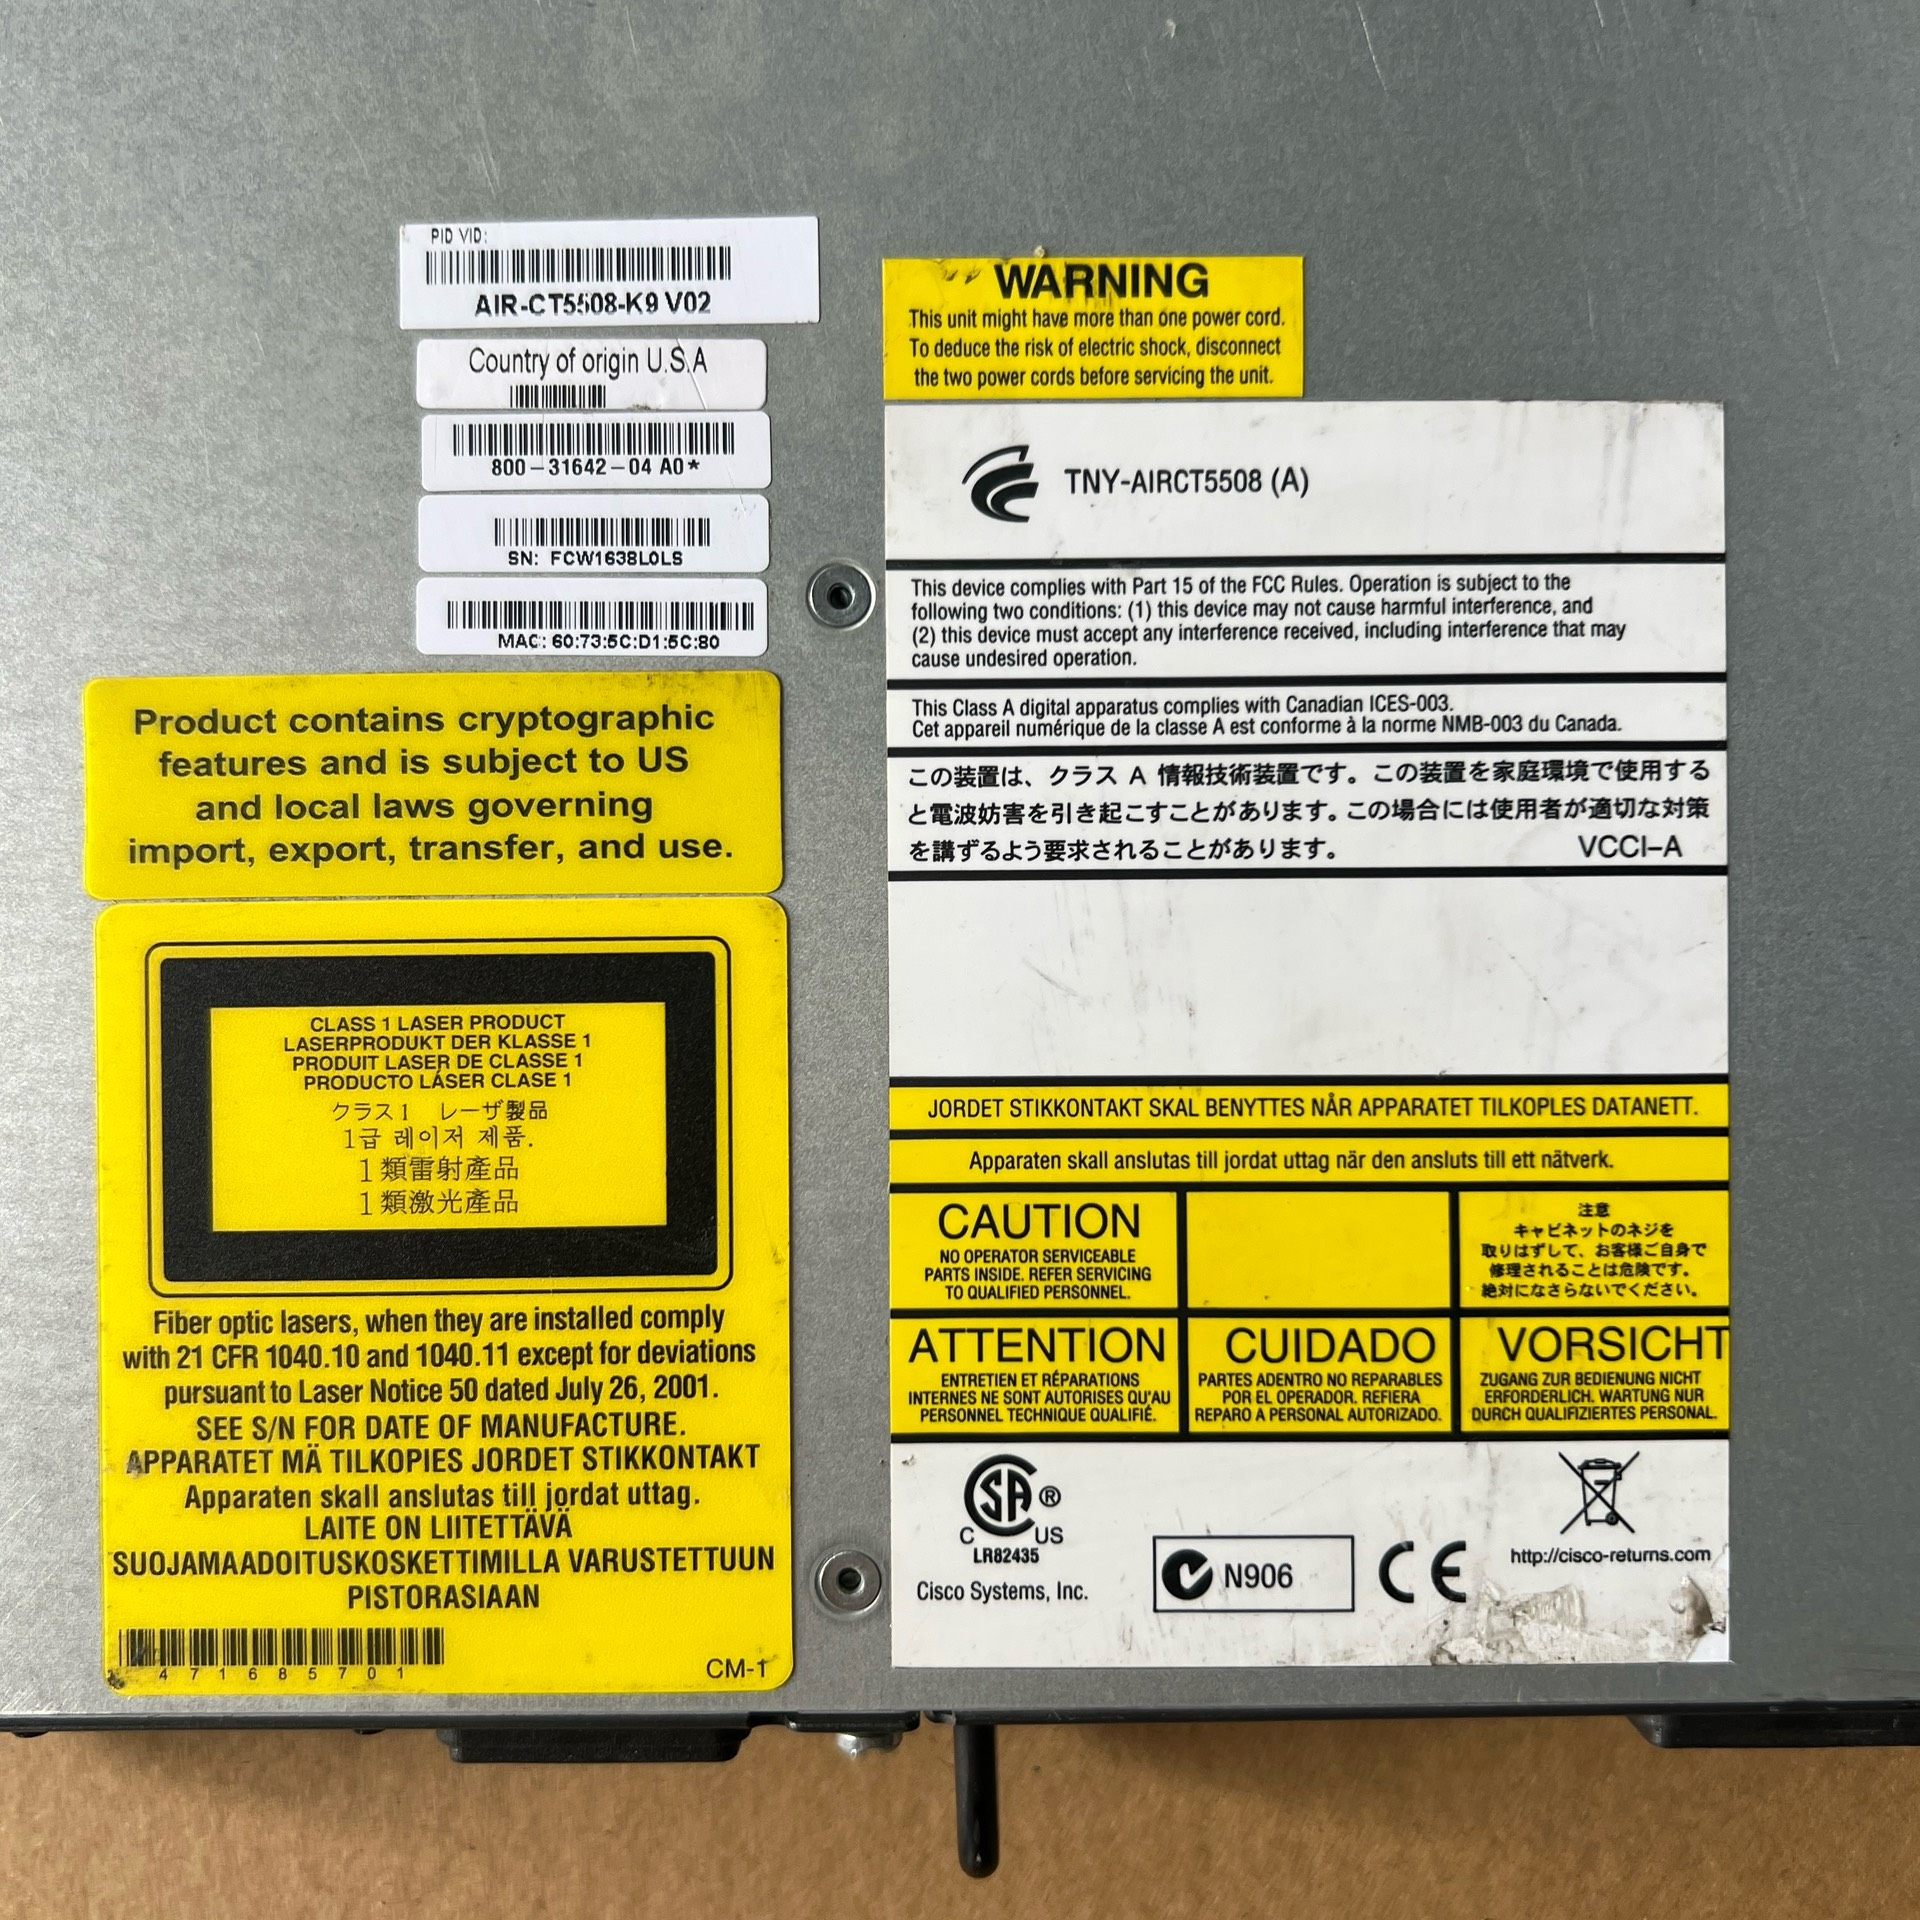 PID VID:
AIR-CT5508-K9 V02
Country of origin U.S.A
800-31642-04 A0*
SN: FCW1638L0LS
MAC: 60:73:5C:D1:5C:80
Product contains cryptographic
features and is subject to US
and local laws governing
import, export, transfer, and use.
CLASS 1 LASER PRODUCT
LASERPRODUKT DER KLASSE 1
PRODUIT LASER DE CLASSE 1
PRODUCTO LÁSER CLASE 1
クラス1 レーザ製品
1급 레이저 제품.
1類雷射產品
1類激光產品
Fiber optic lasers, when they are installed comply
with 21 CFR 1040.10 and 1040.11 except for deviations
pursuant to Laser Notice 50 dated July 26, 2001.
SEE S/N FOR DATE OF MANUFACTURE.
APPARATET MÄ TILKOPIES JORDET STIKKONTAKT
Apparaten skall anslutas till jordat uttag.
LAITE ON LIITETTÄVÄ
SUOJAMAADOITUSKOSKETTIMILLA VARUSTETTUUN
PISTORASIAAN
471685701
CM-1
WARNING
This unit might have more than one power cord.
To deduce the risk of electric shock, disconnect
the two power cords before servicing the unit.
TNY-AIRCT5508 (A)
This device complies with Part 15 of the FCC Rules. Operation is subject to the
following two conditions: (1) this device may not cause harmful interference, and
(2) this device must accept any interference received, including interference that may
cause undesired operation.
This Class A digital apparatus complies with Canadian ICES-003.
Cet appareil numérique de la classe A est conforme à la norme NMB-003 du Canada.
この装置は、クラス A 情報技術装置です。この装置を家庭環境で使用する
と電波妨害を引き起こすことがあります。この場合には使用者が適切な対策
を講ずるよう要求されることがあります。 VCCI-A
JORDET STIKKONTAKT SKAL BENYTTES NÅR APPARATET TILKOPLES DATANETT.
Apparaten skall anslutas till jordat uttag när den ansluts till ett nätverk.
CAUTION
NO OPERATOR SERVICEABLE
PARTS INSIDE. REFER SERVICING
TO QUALIFIED PERSONNEL.
注意
キャビネットのネジを
取りはずして、お客様ご自身で
修理されることは危険です。
絶対になさらないでください。
ATTENTION
ENTRETIEN ET RÉPARATIONS
INTERNES NE SONT AUTORISES QU'AU
PERSONNEL TECHNIQUE QUALIFIÉ.
CUIDADO
PARTES ADENTRO NO REPARABLES
POR EL OPERADOR. REFIERA
REPARO A PERSONAL AUTORIZADO.
VORSICHT
ZUGANG ZUR BEDIENUNG NICHT
ERFORDERLICH. WARTUNG NUR
DURCH QUALIFIZIERTES PERSONAL.
CSA ®
C US
LR82435
Cisco Systems, Inc.
N906
CE
http://cisco-returns.com